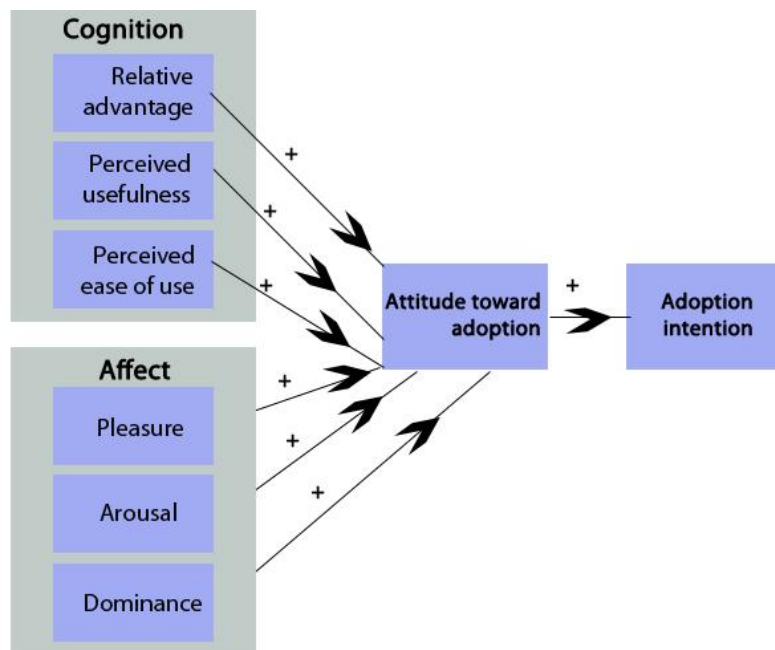 Cognition
Relative
advantage
+
Perceived
usefulness
+
Perceived
ease of use
+
Attitude toward
adoption
+
Adoption
intention
Affect
+
Pleasure
+
Arousal
+
Dominance